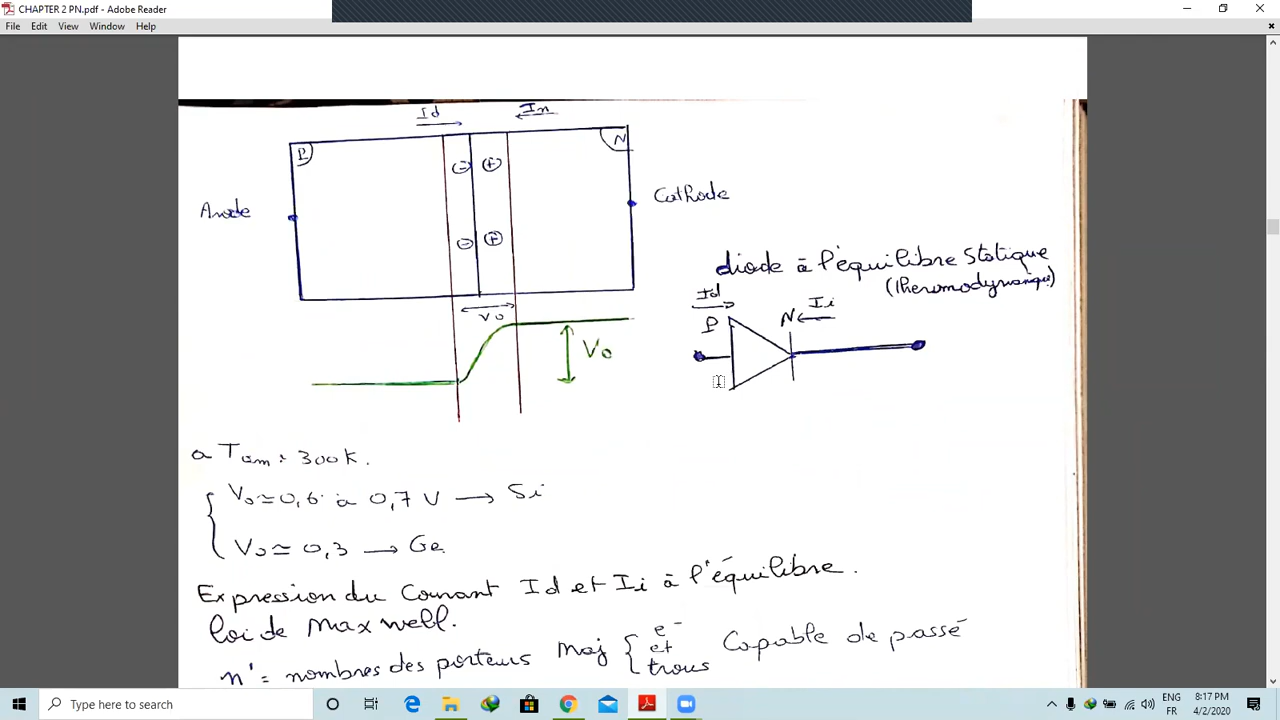 CHAPTER 2 PN.pdf - Adobe Reader
File Edit View Window Help
Id In
P N
Anode Cathode
V0
V0
diode à l'équilibre Statique
(thermodynamique)
Id Ii
P N
a Tam : 300K.
V0 ≃ 0,6 à 0,7 V → Si
V0 ≃ 0,3 → Ge
Expression du Courant Id et Ii à l'équilibre.
loi de Maxwell.
n' = nombres des porteurs Maj { e- et trous Capable de passé
Type here to search
ENG
FR
8:17 PM
4/2/2020